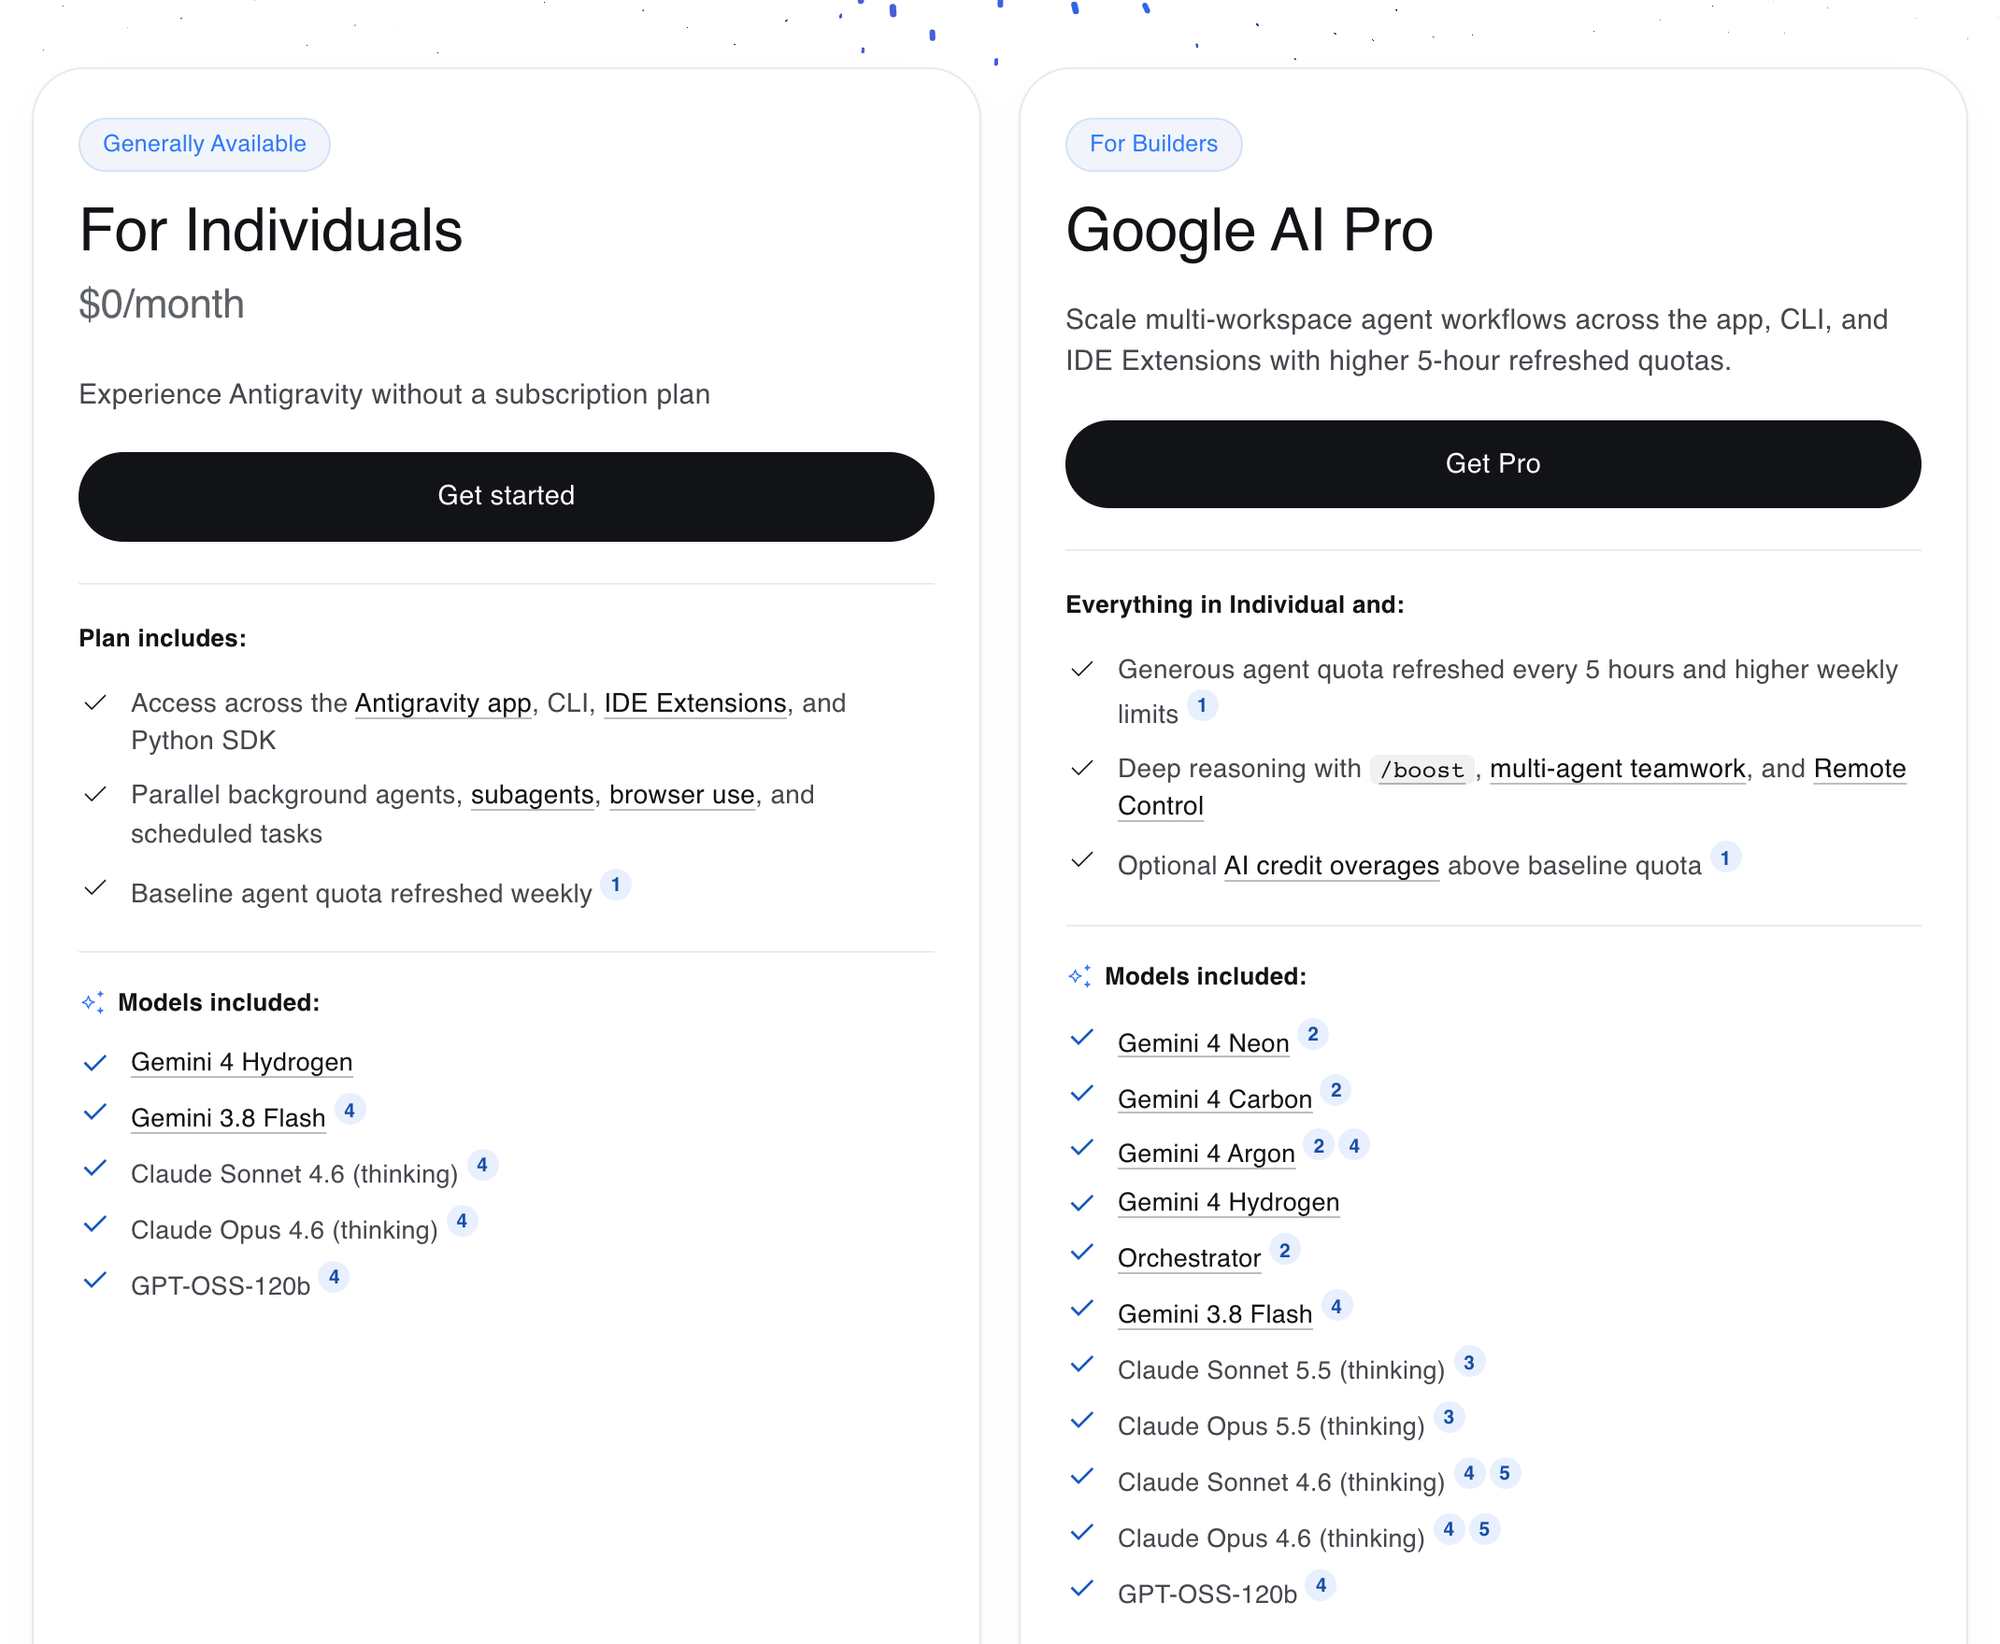 Generally Available
For Individuals
$0/month
Experience Antigravity without a subscription plan
Get started
Plan includes:
Access across the Antigravity app, CLI, IDE Extensions, and
Python SDK
Parallel background agents, subagents, browser use, and
scheduled tasks
Baseline agent quota refreshed weekly 1
Models included:
Gemini 4 Hydrogen
Gemini 3.8 Flash 4
Claude Sonnet 4.6 (thinking) 4
Claude Opus 4.6 (thinking) 4
GPT-OSS-120b 4
For Builders
Google AI Pro
Scale multi-workspace agent workflows across the app, CLI, and
IDE Extensions with higher 5-hour refreshed quotas.
Get Pro
Everything in Individual and:
Generous agent quota refreshed every 5 hours and higher weekly
limits 1
Deep reasoning with /boost, multi-agent teamwork, and Remote
Control
Optional AI credit overages above baseline quota 1
Models included:
Gemini 4 Neon 2
Gemini 4 Carbon 2
Gemini 4 Argon 2 4
Gemini 4 Hydrogen
Orchestrator 2
Gemini 3.8 Flash 4
Claude Sonnet 5.5 (thinking) 3
Claude Opus 5.5 (thinking) 3
Claude Sonnet 4.6 (thinking) 4 5
Claude Opus 4.6 (thinking) 4 5
GPT-OSS-120b 4